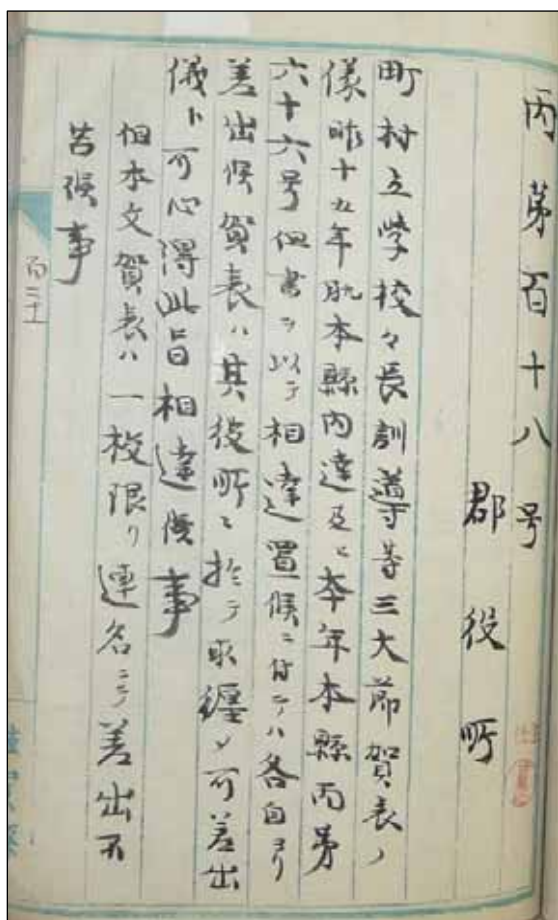 丙第百十八号
郡役所
町村立学校々長訓導等三大節賀表ノ
儀昨十九年本縣内達及ヒ本年本縣丙第
六十六号但書ヲ以テ相達置候ニ付テハ各自ヨリ
差出候賀表ハ其役所ニ於テ取纒メ可差出
儀ト可心得此旨相達候事
但本文賀表ハ一校限リ連名ニテ差出不
苦候事